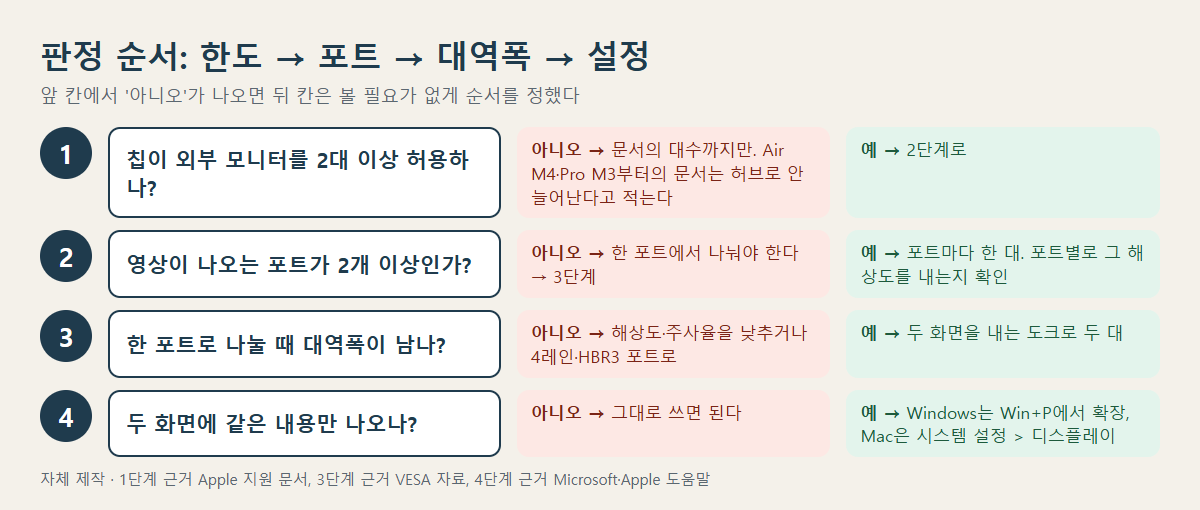 판정 순서: 한도 → 포트 → 대역폭 → 설정
앞 칸에서 '아니오'가 나오면 뒤 칸은 볼 필요가 없게 순서를 정했다
1
칩이 외부 모니터를 2대 이상 허용하
나?
아니오 → 문서의 대수까지만. Air
M4·Pro M3부터의 문서는 허브로 안
늘어난다고 적는다
예 → 2단계로
2
영상이 나오는 포트가 2개 이상인가?
아니오 → 한 포트에서 나눠야 한다
→ 3단계
예 → 포트마다 한 대. 포트별로 그 해
상도를 내는지 확인
3
한 포트로 나눌 때 대역폭이 남나?
아니오 → 해상도·주사율을 낮추거나
4레인·HBR3 포트로
예 → 두 화면을 내는 도크로 두 대
4
두 화면에 같은 내용만 나오나?
아니오 → 그대로 쓰면 된다
예 → Windows는 Win+P에서 확장,
Mac은 시스템 설정 > 디스플레이
자체 제작 · 1단계 근거 Apple 지원 문서, 3단계 근거 VESA 자료, 4단계 근거 Microsoft·Apple 도움말